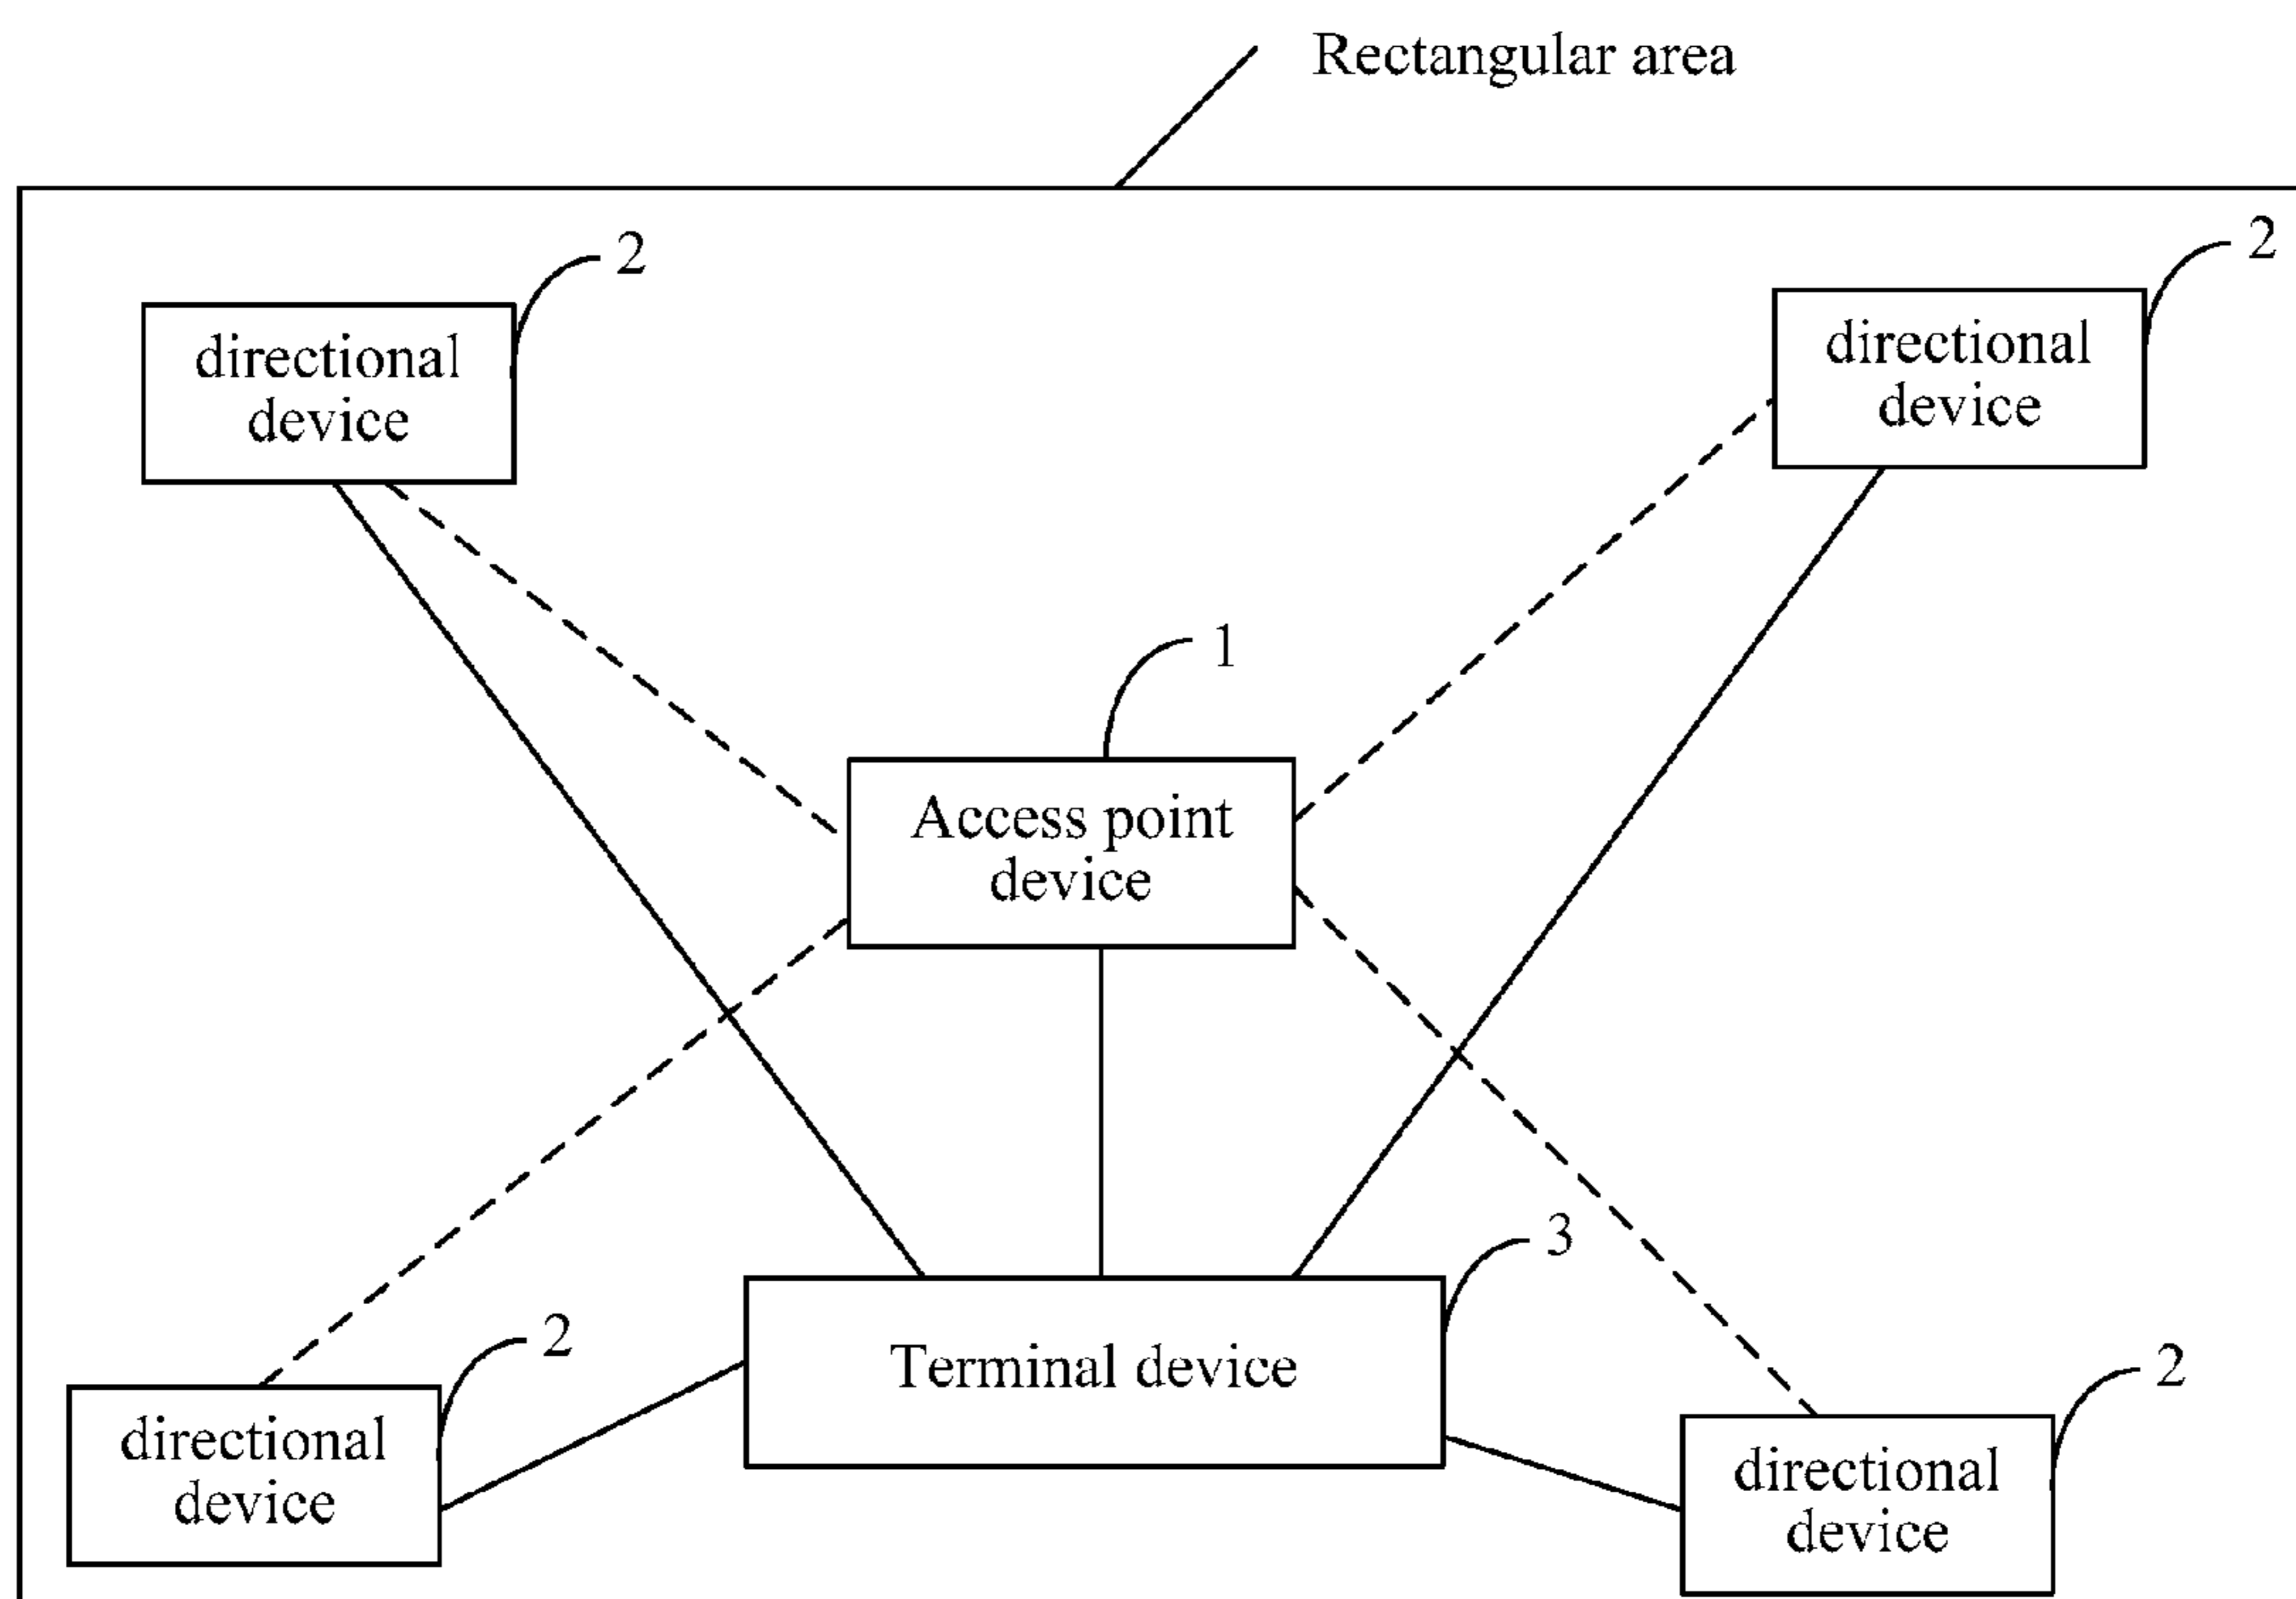 Rectangular area
2
2
directional
device
directional
device
1
Access point
device
3
Terminal device
2
2
directional
device
directional
device